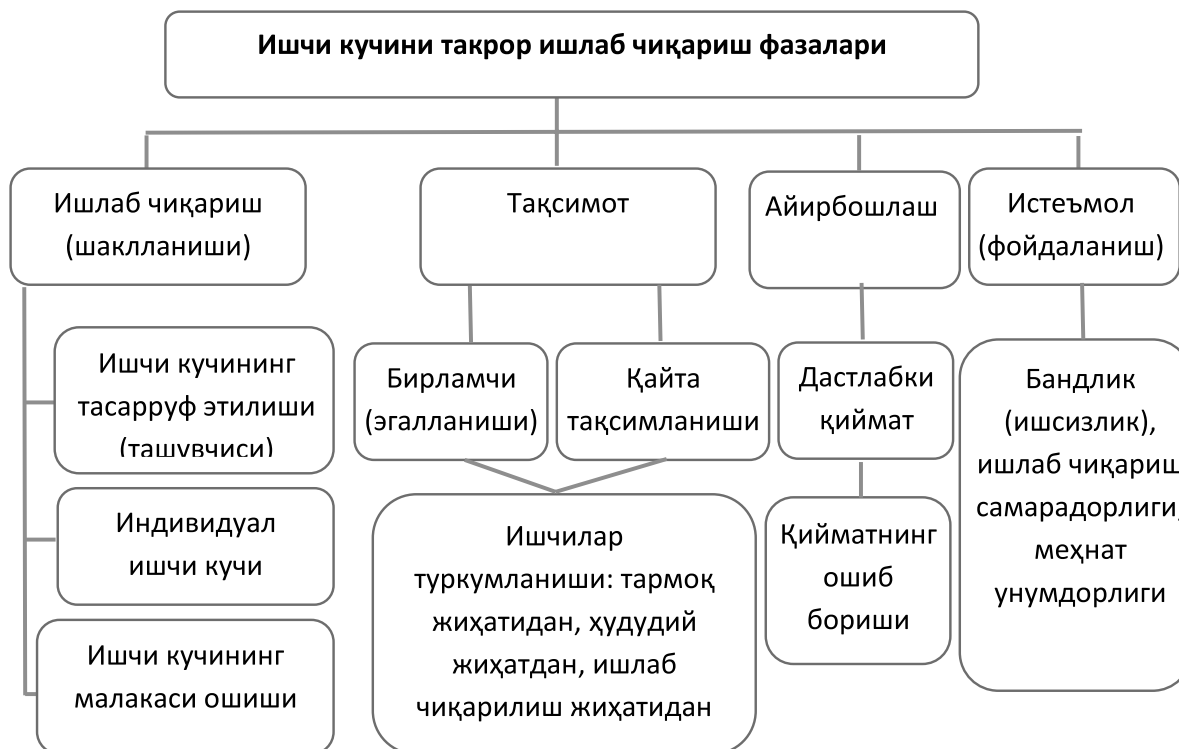 Ишчи кучини такрор ишлаб чиқариш фазалари
Ишлаб чиқариш
(шаклланиши)
Тақсимот
Айирбошлаш
Истеъмол
(фойдаланиш)
Ишчи кучининг
тасарруф этилиши
(ташувчиси)
Индивидуал
ишчи кучи
Ишчи кучининг
малакаси ошиши
Бирламчи
(эгалланиши)
Қайта
тақсимланиши
Ишчилар
туркумланиши: тармоқ
жиҳатидан, ҳудудий
жиҳатдан, ишлаб
чиқарилиш жиҳатидан
Дастлабки
қиймат
Қийматнинг
ошиб
бориши
Бандлик
(ишсизлик),
ишлаб чиқариш
самарадорлиги,
меҳнат
унумдорлиги